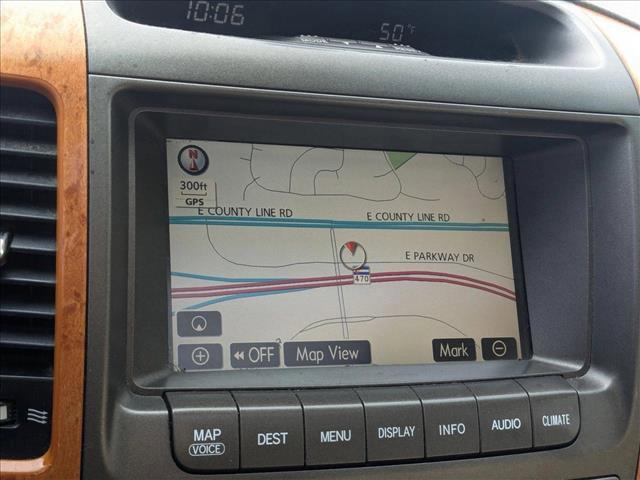 10:06
50°F
N
300ft
GPS
E COUNTY LINE RD E COUNTY LINE RD
E PARKWAY DR
470
OFF Map View Mark
MAP DEST MENU DISPLAY INFO AUDIO CLIMATE
VOICE